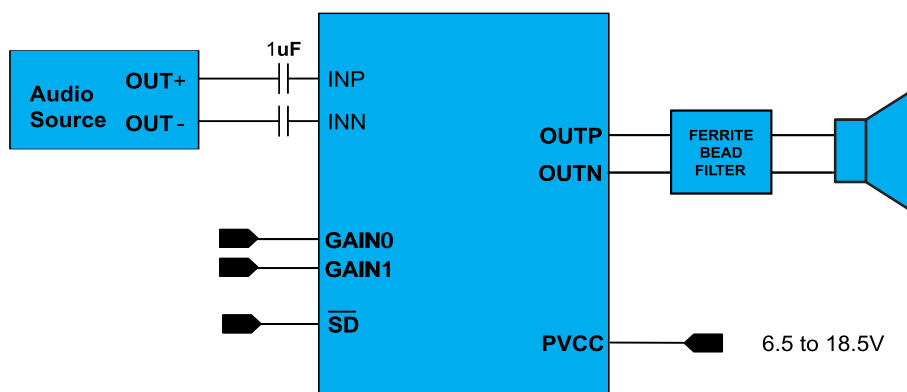 1uF
Audio
Source
OUT+
OUT-
INP
INN
OUTP
OUTN
FERRITE
BEAD
FILTER
GAIN0
GAIN1
S̅D̅
PVCC
6.5 to 18.5V